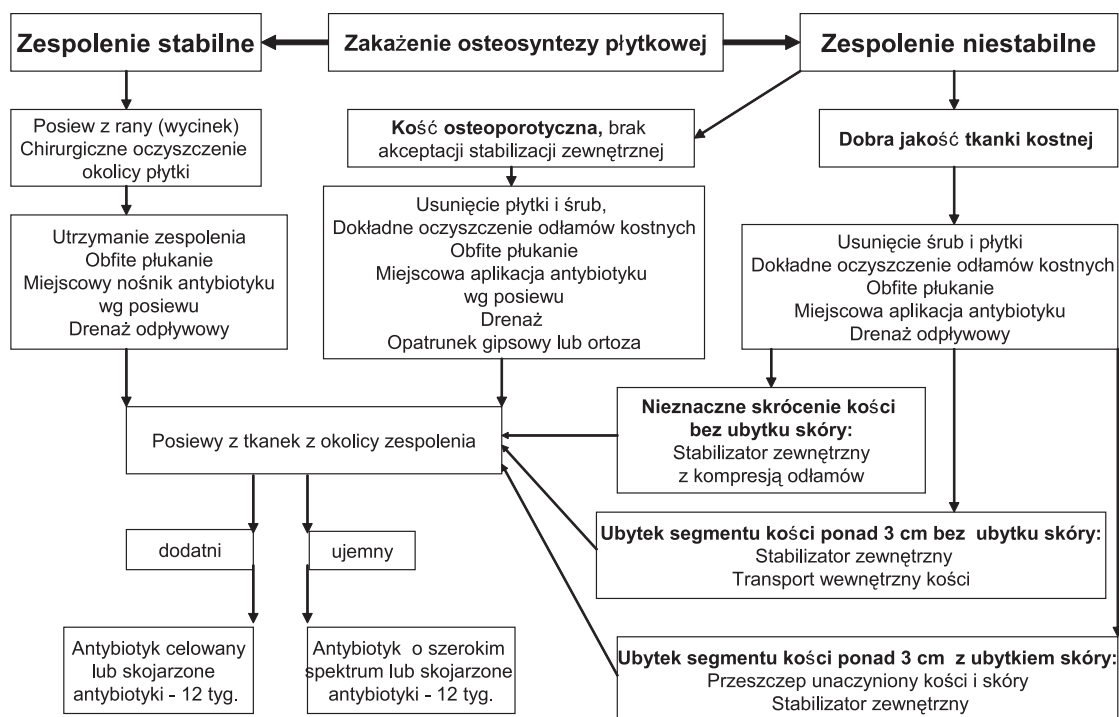 Zespolenie stabilne
Zakażenie osteosyntezy płytkowej
Zespolenie niestabilne
Posiew z rany (wycinek)
Chirurgiczne oczyszczenie
okolicy płytki
Kość osteoporotyczna, brak
akceptacji stabilizacji zewnętrznej
Dobra jakość tkanki kostnej
Utrzymanie zespolenia
Obfite płukanie
Miejscowy nośnik antybiotyku
wg posiewu
Drenaż odpływowy
Usunięcie płytki i śrub,
Dokładne oczyszczenie odłamów kostnych
Obfite płukanie
Miejscowa aplikacja antybiotyku
wg posiewu
Drenaż
Opatrunek gipsowy lub ortoza
Usunięcie śrub i płytki
Dokładne oczyszczenie odłamów kostnych
Obfite płukanie
Miejscowa aplikacja antybiotyku
Drenaż odpływowy
Nieznaczne skrócenie kości
bez ubytku skóry:
Stabilizator zewnętrzny
z kompresją odłamów
Posiewy z tkanek z okolicy zespolenia
Ubytek segmentu kości ponad 3 cm bez ubytku skóry:
Stabilizator zewnętrzny
Transport wewnętrzny kości
dodatni
ujemny
Antybiotyk celowany
lub skojarzone
antybiotyki - 12 tyg.
Antybiotyk o szerokim
spektrum lub skojarzone
antybiotyki - 12 tyg.
Ubytek segmentu kości ponad 3 cm z ubytkiem skóry:
Przeszczep unaczyniony kości i skóry
Stabilizator zewnętrzny